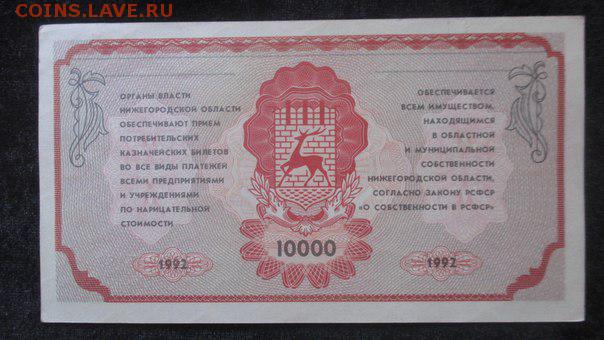 COINS.LAVE.RU
ОРГАНЫ ВЛАСТИ
НИЖЕГОРОДСКОЙ ОБЛАСТИ
ОБЕСПЕЧИВАЮТ ПРИЕМ
ПОТРЕБИТЕЛЬСКИХ
КАЗНАЧЕЙСКИХ БИЛЕТОВ
ВО ВСЕ ВИДЫ ПЛАТЕЖЕЙ
ВСЕМИ ПРЕДПРИЯТИЯМИ
И УЧРЕЖДЕНИЯМИ
ПО НАРИЦАТЕЛЬНОЙ
СТОИМОСТИ
ОБЕСПЕЧИВАЕТСЯ
ВСЕМ ИМУЩЕСТВОМ,
НАХОДЯЩИМСЯ
В ОБЛАСТНОЙ
И МУНИЦИПАЛЬНОЙ
СОБСТВЕННОСТИ
НИЖЕГОРОДСКОЙ ОБЛАСТИ,
СОГЛАСНО ЗАКОНУ РСФСР
«О СОБСТВЕННОСТИ В РСФСР»
1992
10000
1992